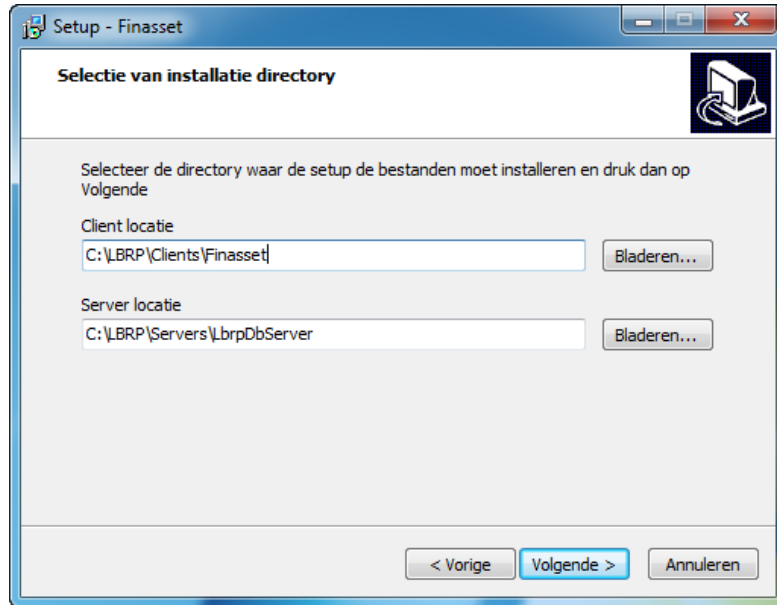 Setup - Finasset
Selectie van installatie directory
Selecteer de directory waar de setup de bestanden moet installeren en druk dan op
Volgende
Client locatie
C:\LBRP\Clients\Finasset
Bladeren...
Server locatie
C:\LBRP\Servers\LbrpDbServer
Bladeren...
< Vorige
Volgende >
Annuleren